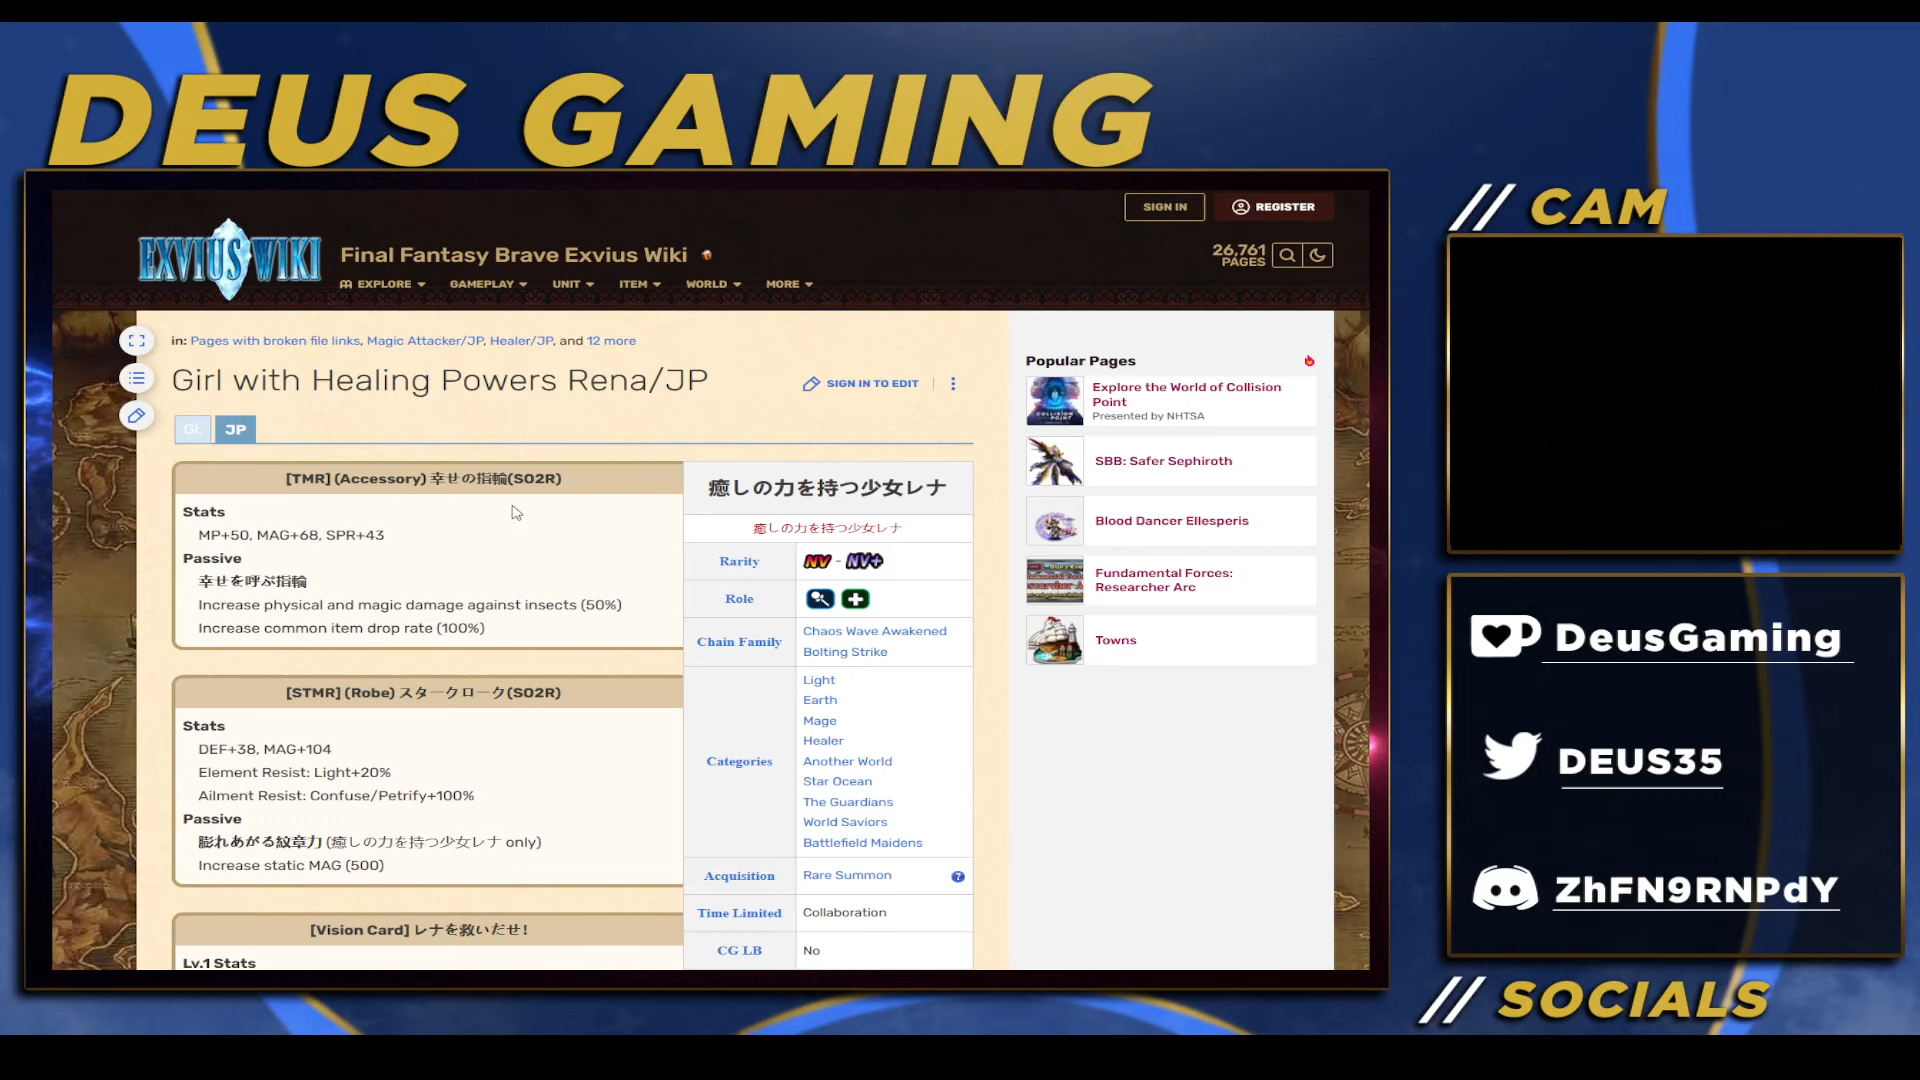 DEUS GAMING
SIGN IN
REGISTER
EXVIUS WIKI
Final Fantasy Brave Exvius Wiki
26,761
PAGES
EXPLORE
GAMEPLAY
UNIT
ITEM
WORLD
MORE
in: Pages with broken file links, Magic Attacker/JP, Healer/JP, and 12 more
Girl with Healing Powers Rena/JP
SIGN IN TO EDIT
GL
JP
[TMR] (Accessory) 幸せの指輪(SO2R)
Stats
MP+50, MAG+68, SPR+43
Passive
幸せを呼ぶ指輪
Increase physical and magic damage against insects (50%)
Increase common item drop rate (100%)
[STMR] (Robe) スタークローク(SO2R)
Stats
DEF+38, MAG+104
Element Resist: Light+20%
Ailment Resist: Confuse/Petrify+100%
Passive
膨れあがる紋章力 (癒しの力を持つ少女レナ only)
Increase static MAG (500)
[Vision Card] レナを救いだせ!
Lv.1 Stats
癒しの力を持つ少女レナ
癒しの力を持つ少女レナ
Rarity
NV - NV+
Role
Chain Family
Chaos Wave Awakened
Bolting Strike
Categories
Light
Earth
Mage
Healer
Another World
Star Ocean
The Guardians
World Saviors
Battlefield Maidens
Acquisition
Rare Summon
?
Time Limited
Collaboration
CG LB
No
Popular Pages
Explore the World of Collision
Point
Presented by NHTSA
SBB: Safer Sephiroth
Blood Dancer Ellesperis
Fundamental Forces:
Researcher Arc
Towns
// CAM
DeusGaming
DEUS35
ZhFN9RNPdY
// SOCIALS